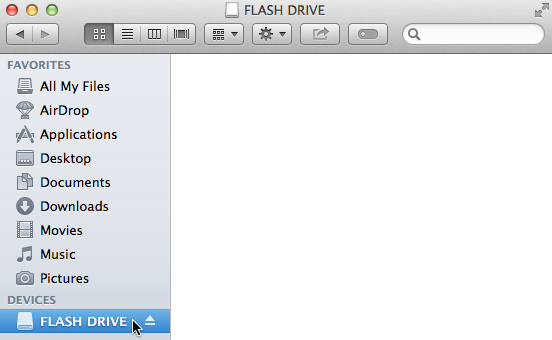 FLASH DRIVE
FAVORITES
All My Files
AirDrop
Applications
Desktop
Documents
Downloads
Movies
Music
Pictures
DEVICES
FLASH DRIVE